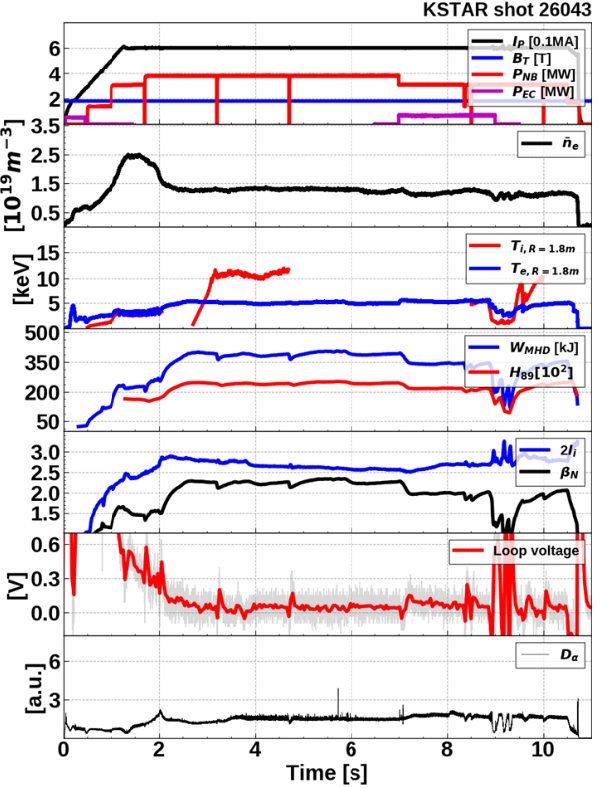 KSTAR shot 26043
6
4
2
I_P [0.1MA]
B_T [T]
P_NB [MW]
P_EC [MW]
[10^19 m^−3]
3.5
2.5
1.5
0.5
n̄_e
[keV]
15
10
5
T_i, R = 1.8m
T_e, R = 1.8m
500
350
200
50
W_MHD [kJ]
H_89[10^2]
3.0
2.5
2.0
1.5
2l_i
β_N
[V]
0.6
0.3
0.0
Loop voltage
[a.u.]
6
3
D_α
0 2 4 6 8 10
Time [s]